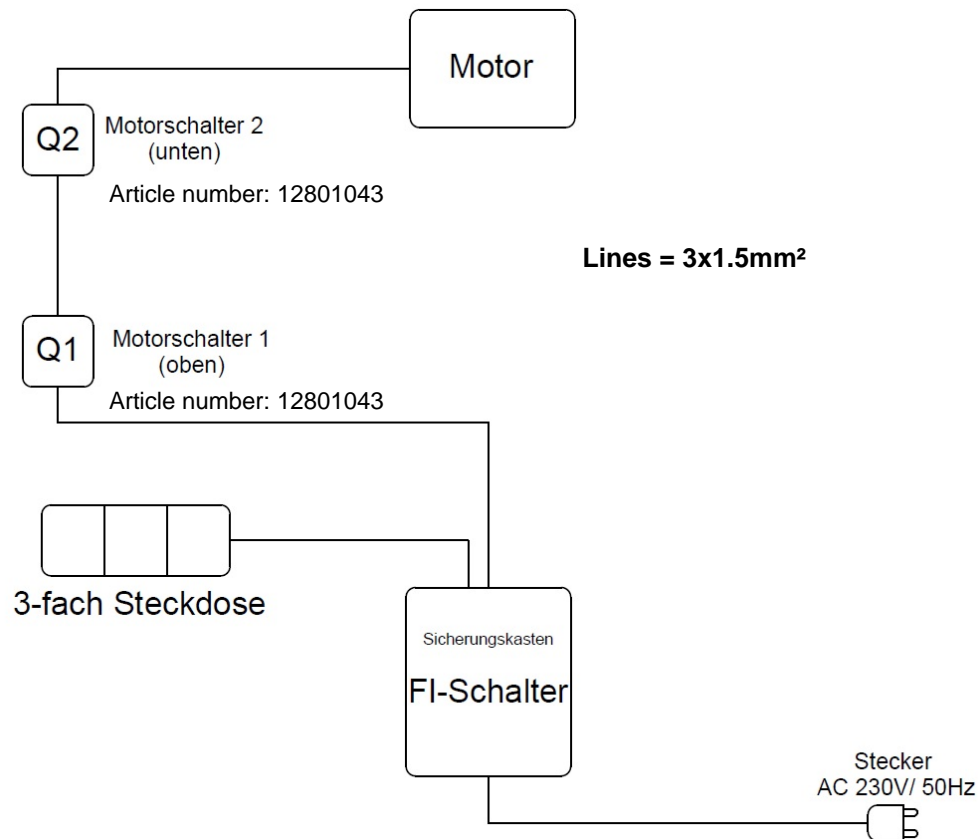 Motor
Q2
Motorschalter 2
(unten)
Article number: 12801043
Lines = 3x1.5mm²
Q1
Motorschalter 1
(oben)
Article number: 12801043
3-fach Steckdose
Sicherungskasten
FI-Schalter
Stecker
AC 230V/ 50Hz